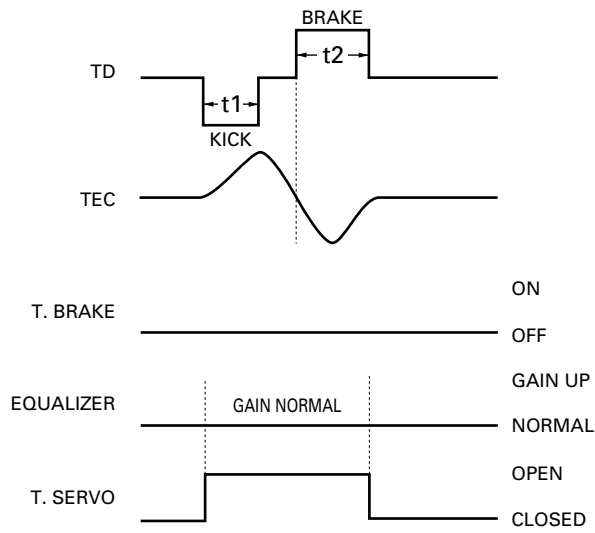 BRAKE
TD
t2
t1
KICK
TEC
ON
T. BRAKE
OFF
GAIN UP
EQUALIZER
GAIN NORMAL
NORMAL
OPEN
T. SERVO
CLOSED